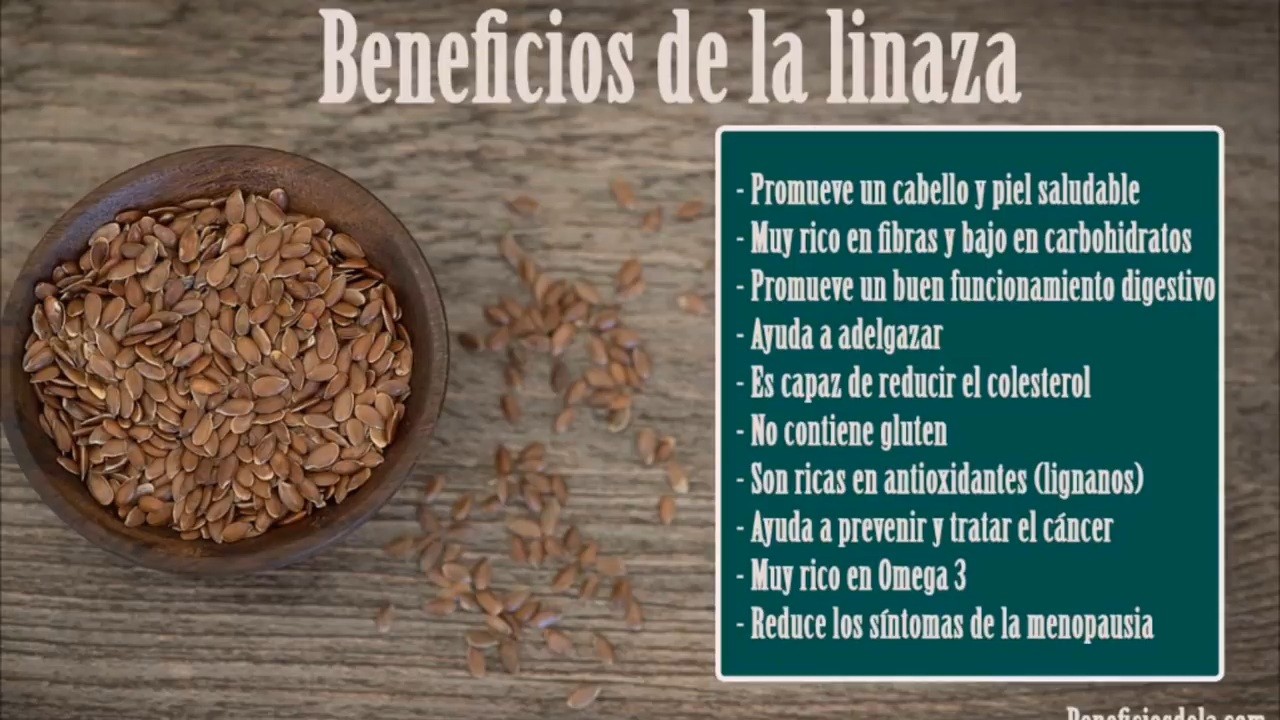 Beneficios de la linaza
- Promueve un cabello y piel saludable
- Muy rico en fibras y bajo en carbohidratos
- Promueve un buen funcionamiento digestivo
- Ayuda a adelgazar
- Es capaz de reducir el colesterol
- No contiene gluten
- Son ricas en antioxidantes (lignanos)
- Ayuda a prevenir y tratar el cáncer
- Muy rico en Omega 3
- Reduce los síntomas de la menopausia